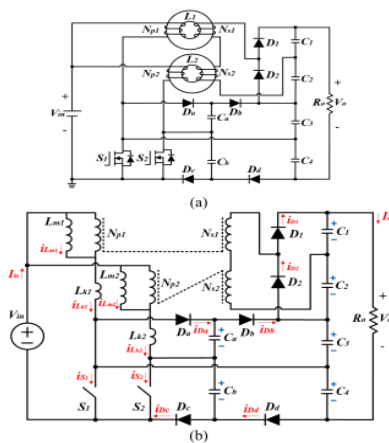 L1
Np1 Ns1
D1 C1
L2
Np2 Ns2
D2 C2
+ +
Vin Da Db Ro Vo
- Ca C3 -
S1 S2
Cb C4
Dc Dd
(a)
Lm1 Np1 Ns1 iD1 D1 + C1 Io
iLm1
Iin Lm2 Np2 iD2 +
Lk1 iLm2 Ns2 D2 C2
iLk1
Vin Lk2 Da iDa + Ca Db iDb + C3 Ro
iLk2
iS1 iS2 + Cb + C4
S1 S2 Dc Dd
iDc iDd
(b)